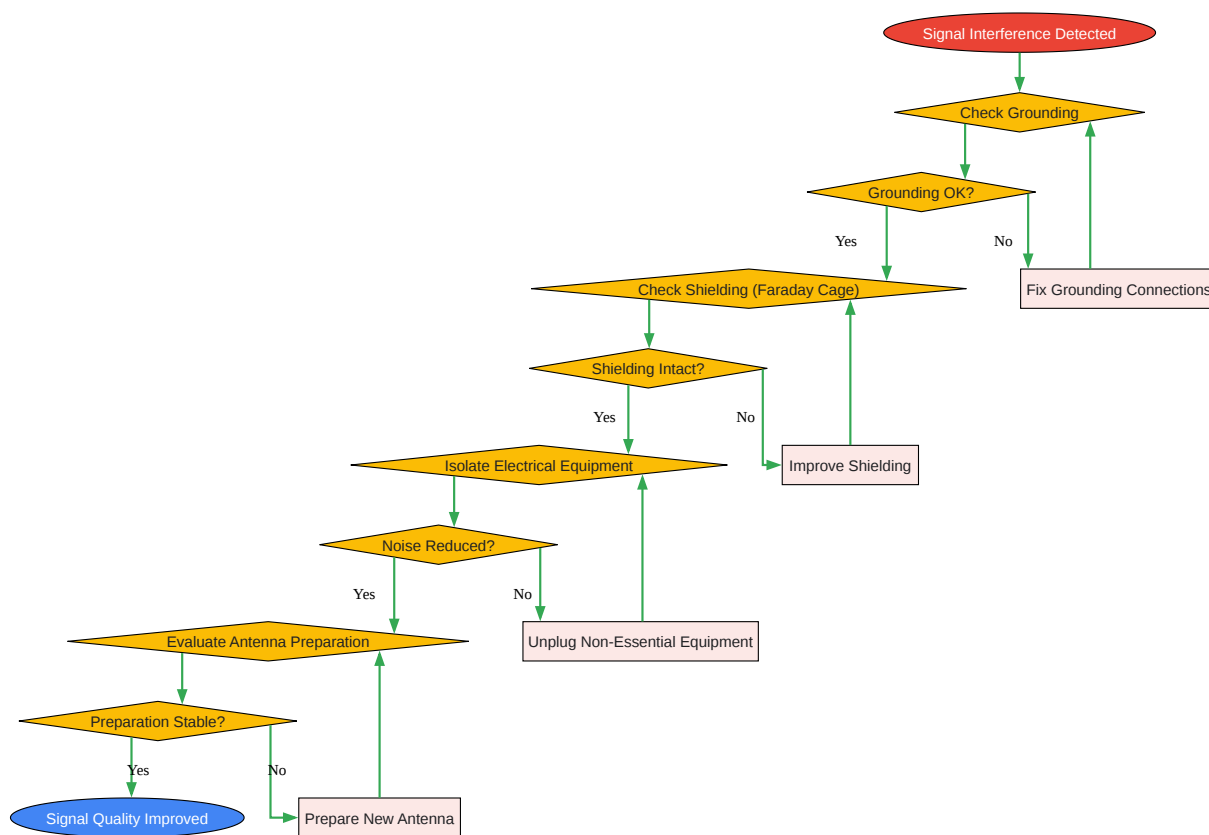 Signal Interference Detected
Check Grounding
Grounding OK?
Yes
No
Check Shielding (Faraday Cage)
Fix Grounding Connections
Shielding Intact?
Yes
No
Isolate Electrical Equipment
Improve Shielding
Noise Reduced?
Yes
No
Evaluate Antenna Preparation
Unplug Non-Essential Equipment
Preparation Stable?
Yes
No
Signal Quality Improved
Prepare New Antenna